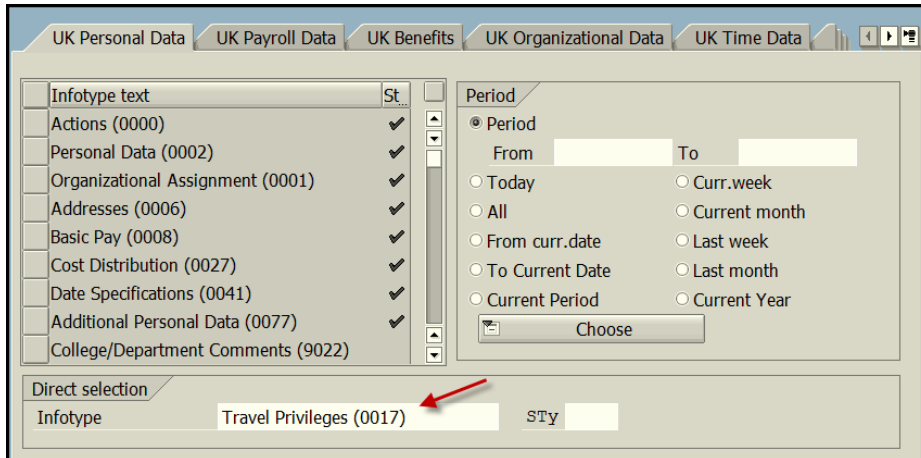 UK Personal Data UK Payroll Data UK Benefits UK Organizational Data UK Time Data
Infotype text St...
Actions (0000)
Personal Data (0002)
Organizational Assignment (0001)
Addresses (0006)
Basic Pay (0008)
Cost Distribution (0027)
Date Specifications (0041)
Additional Personal Data (0077)
College/Department Comments (9022)
Period
Period
From To
Today Curr.week
All Current month
From curr.date Last week
To Current Date Last month
Current Period Current Year
Choose
Direct selection
Infotype Travel Privileges (0017) STy